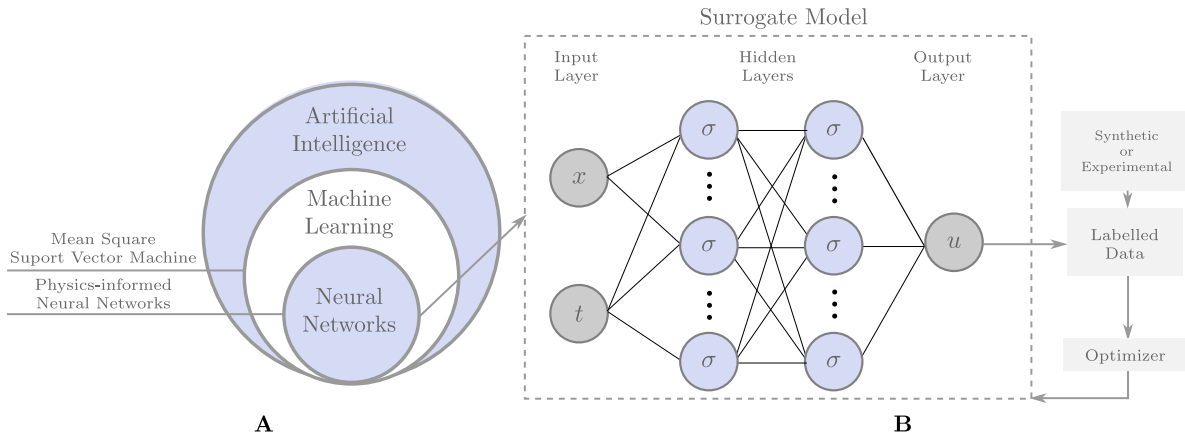 Artificial
Intelligence
Machine
Learning
Neural
Networks
Mean Square
Suport Vector Machine
Physics-informed
Neural Networks
A
Surrogate Model
Input
Layer
Hidden
Layers
Output
Layer
x
t
σ
σ
σ
σ
σ
σ
u
Synthetic
or
Experimental
Labelled
Data
Optimizer
B